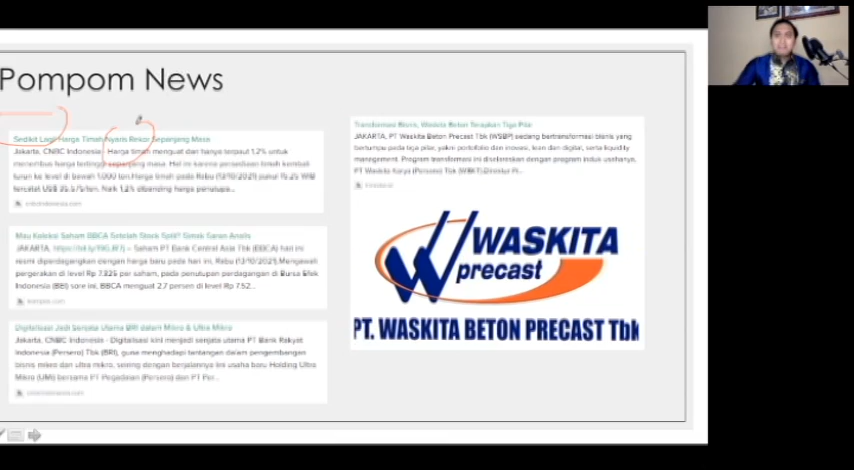 Pompom News
Sedikit Lagi! Harga Timah Nyaris Rekor Sepanjang Masa
Jakarta, CNBC Indonesia - Harga timah menguat dan hanya terpaut 1,2% untuk
menembus harga tertinggi sepanjang masa. Hal ini karena persediaan timah kembali
turun ke level di bawah 1.000 ton. Harga timah pada Rabu (13/10/2021) pukul 15.25 WIB
tercatat US$ /ton. Naik 1,2% dibanding harga penutupa...
cnbcindonesia.com
Mau Koleksi Saham BBCA Setelah Stock Split? Simak Saran Analis
JAKARTA, Saham PT Bank Central Asia Tbk (BBCA) hari ini
resmi diperdagangkan dengan harga baru pada hari ini, Rabu (13/10/2021). Mengawali
pergerakan di level Rp 7.325 per saham, pada penutupan perdagangan di Bursa Efek
Indonesia (BEI) sore ini, BBCA menguat 2,7 persen di level Rp 7.52...
kompas.com
Digitalisasi Jadi Senjata Utama BRI dalam Mikro & Ultra Mikro
Jakarta, CNBC Indonesia - Digitalisasi kini menjadi senjata utama PT Bank Rakyat
Indonesia (Persero) Tbk (BRI), guna menghadapi tantangan dalam pengembangan
bisnis mikro dan ultra mikro, seiring dengan berjalannya lini usaha baru Holding Ultra
Mikro (UMi) bersama PT Pegadaian (Persero) dan PT Per...
cnbcindonesia.com
Transformasi Bisnis, Waskita Beton Terapkan Tiga Pilar
JAKARTA, PT Waskita Beton Precast Tbk (WSBP) sedang bertransformasi bisnis yang
bertumpu pada tiga pilar, yakni portofolio dan inovasi, lean dan digital, serta liquidity
management. Program transformasi ini diselaraskan dengan program induk usahanya,
PT Waskita Karya (Persero) Tbk (WSKT). Direktur Pr...
WASKITA
precast
PT. WASKITA BETON PRECAST Tbk